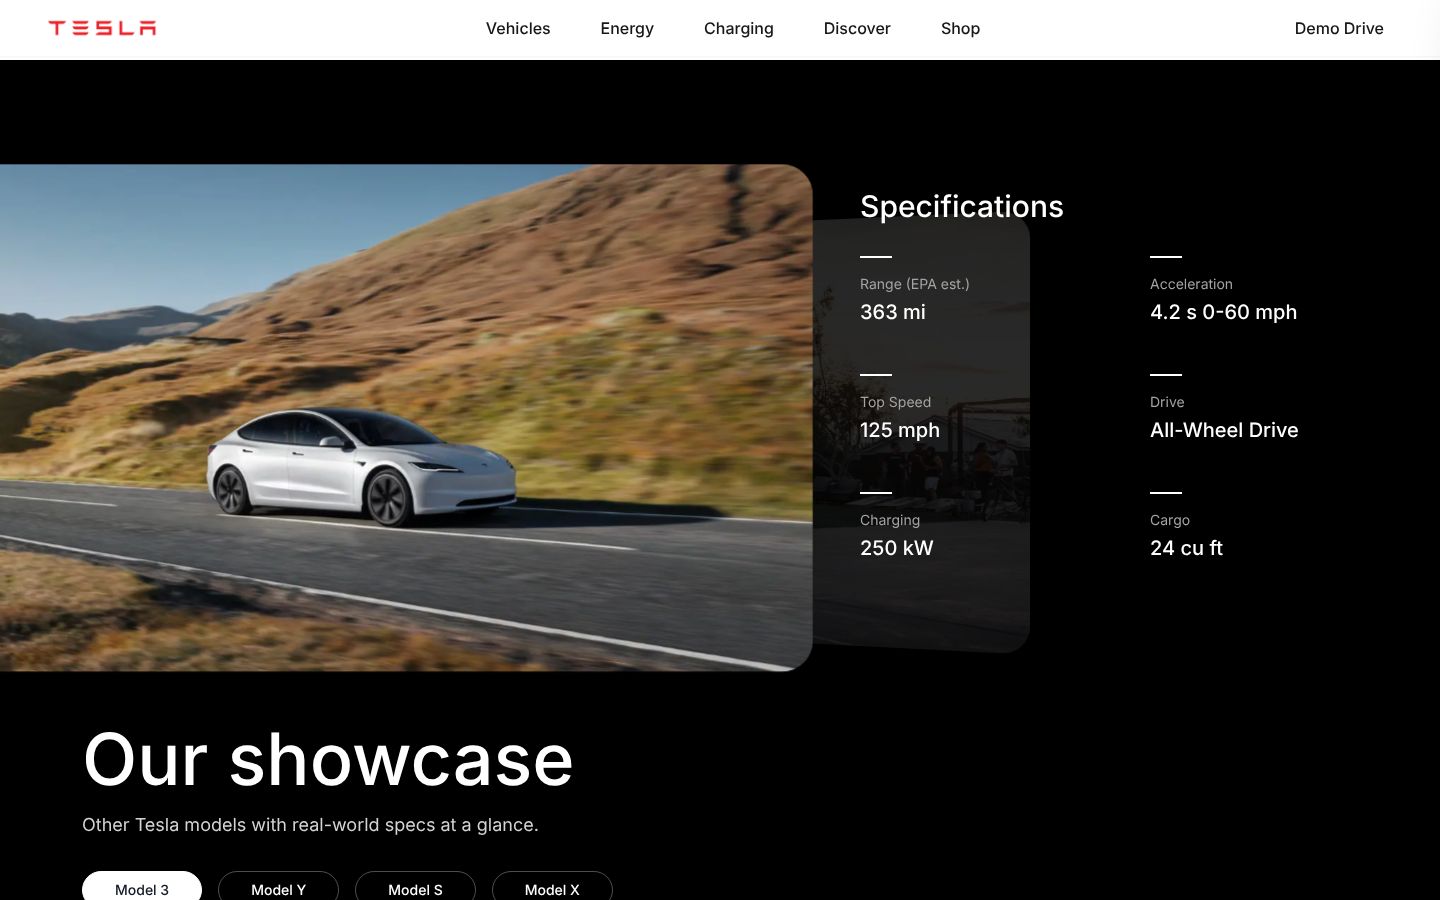 TESLA
Vehicles
Energy
Charging
Discover
Shop
Demo Drive
Specifications
Range (EPA est.)
363 mi
Acceleration
4.2 s 0-60 mph
Top Speed
125 mph
Drive
All-Wheel Drive
Charging
250 kW
Cargo
24 cu ft
Our showcase
Other Tesla models with real-world specs at a glance.
Model 3
Model Y
Model S
Model X